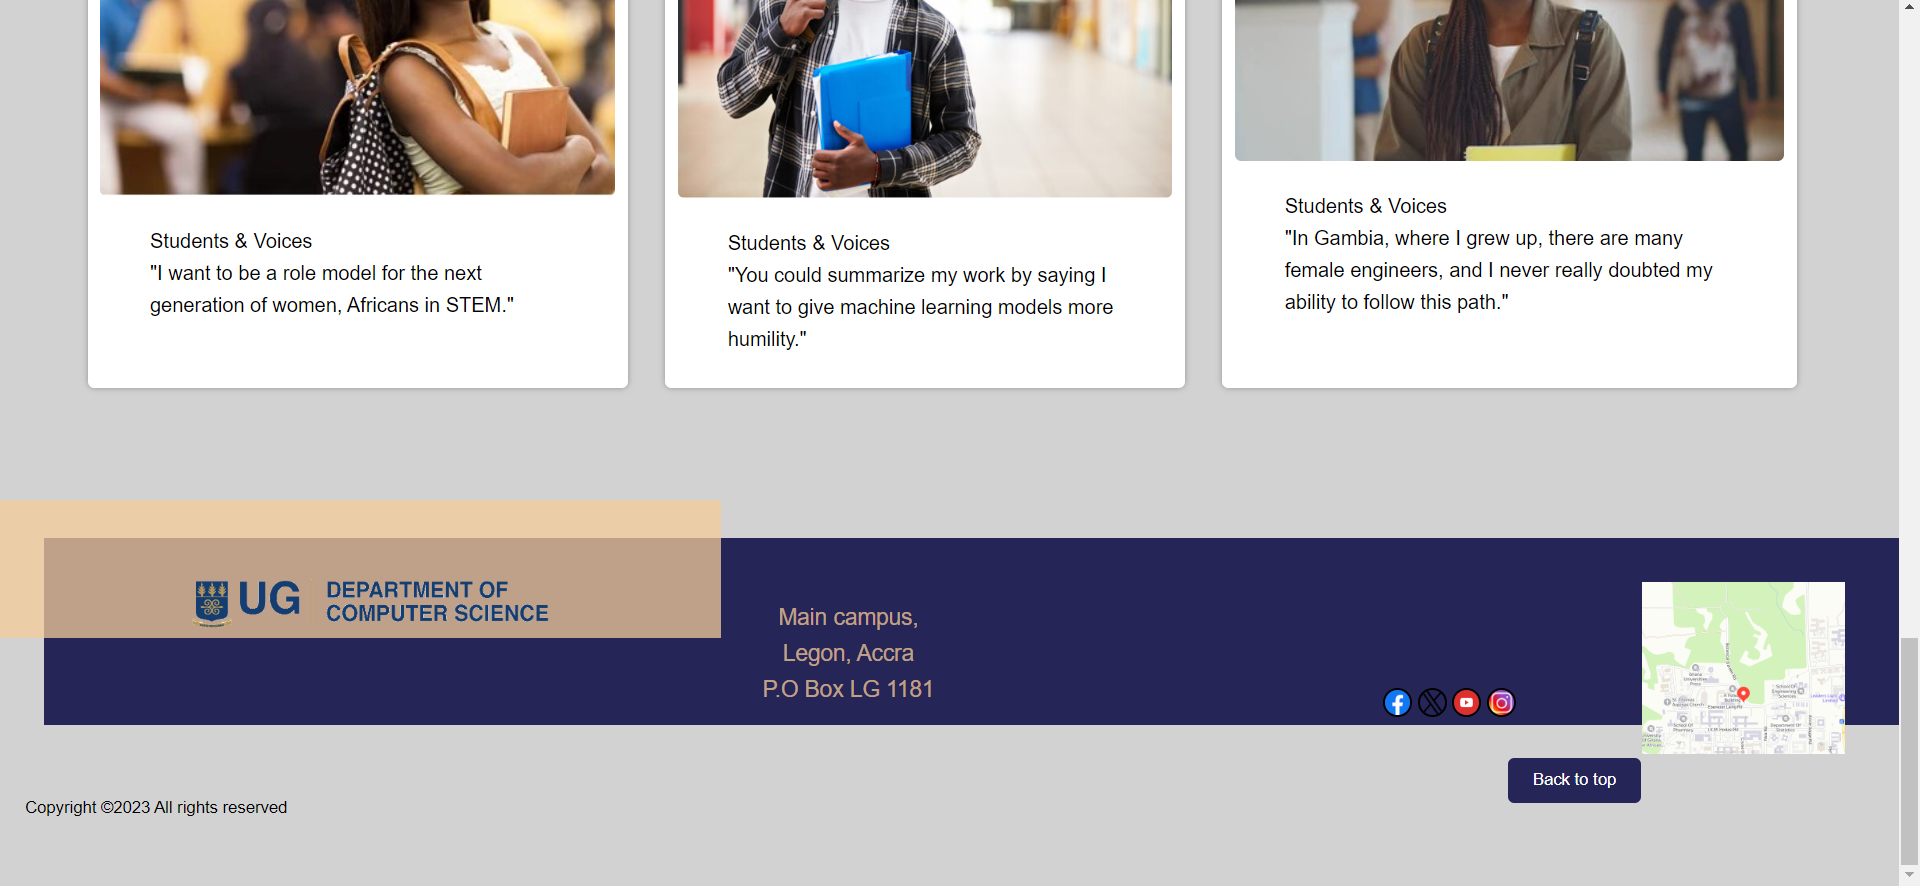 Students & Voices
"I want to be a role model for the next
generation of women, Africans in STEM."
Students & Voices
"You could summarize my work by saying I
want to give machine learning models more
humility."
Students & Voices
"In Gambia, where I grew up, there are many
female engineers, and I never really doubted my
ability to follow this path."
UG
DEPARTMENT OF
COMPUTER SCIENCE
Main campus,
Legon, Accra
P.O Box LG 1181
Back to top
Copyright ©2023 All rights reserved